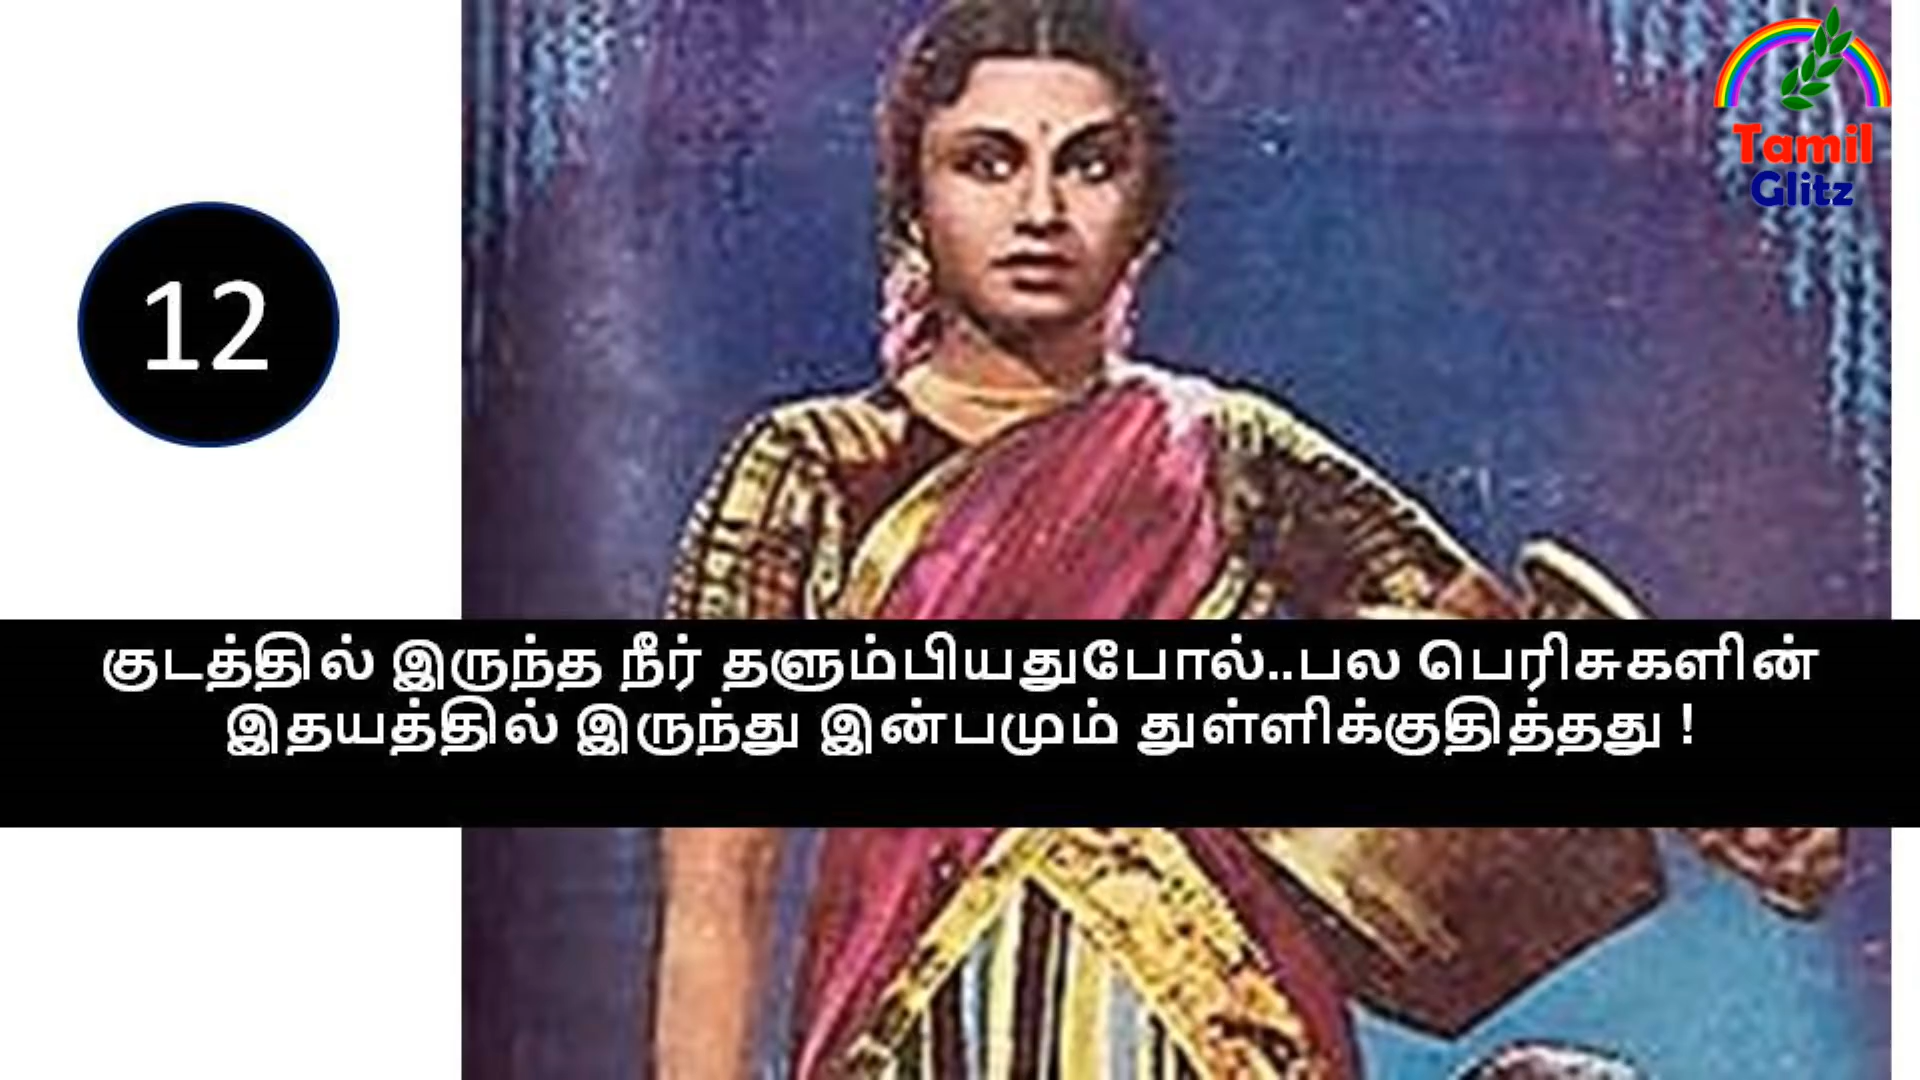 Tamil
Glitz
12
குடத்தில் இருந்த நீர் தளும்பியதுபோல்..பல பெரிசுகளின்
இதயத்தில் இருந்து இன்பமும் துள்ளிக்குதித்தது !